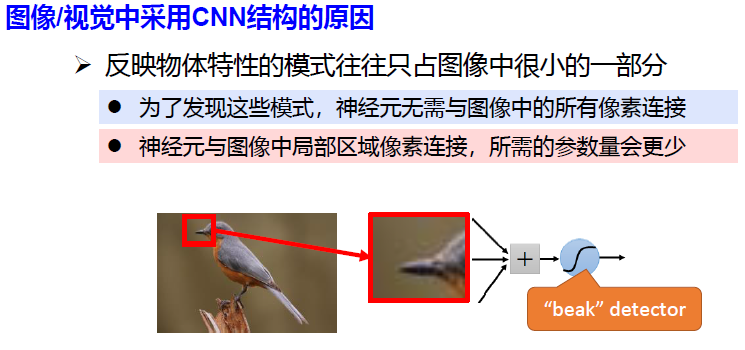 图像/视觉中采用CNN结构的原因
➢ 反映物体特性的模式往往只占图像中很小的一部分
● 为了发现这些模式，神经元无需与图像中的所有像素连接
● 神经元与图像中局部区域像素连接，所需的参数量会更少
+
“beak” detector